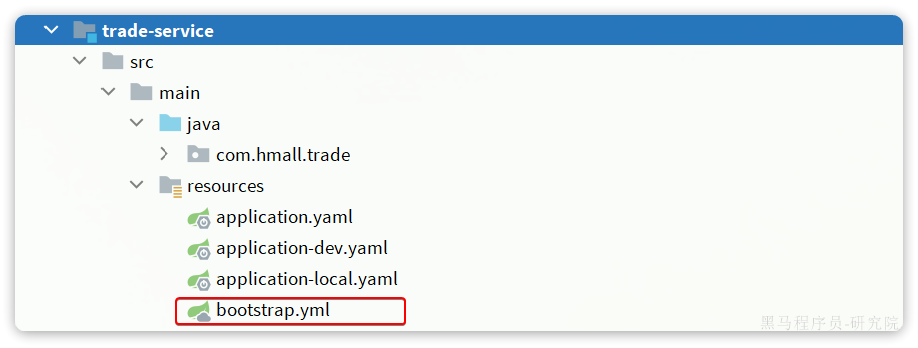 trade-service
src
main
java
com.hmall.trade
resources
application.yaml
application-dev.yaml
application-local.yaml
bootstrap.yml
黑马程序员-研究院